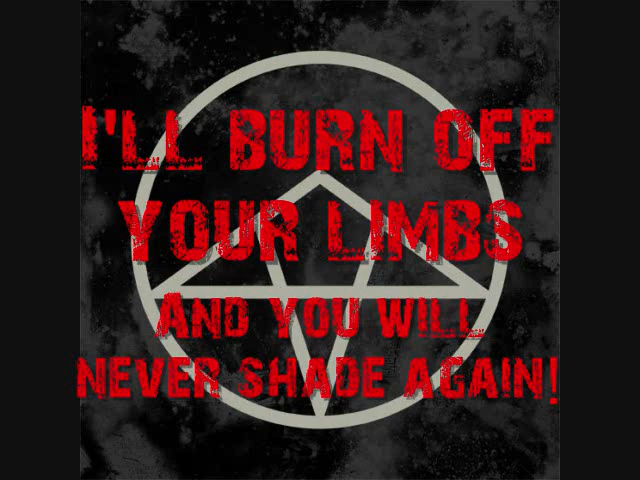 I'LL BURN OFF
YOUR LIMBS
AND YOU WILL
NEVER SHADE AGAIN!